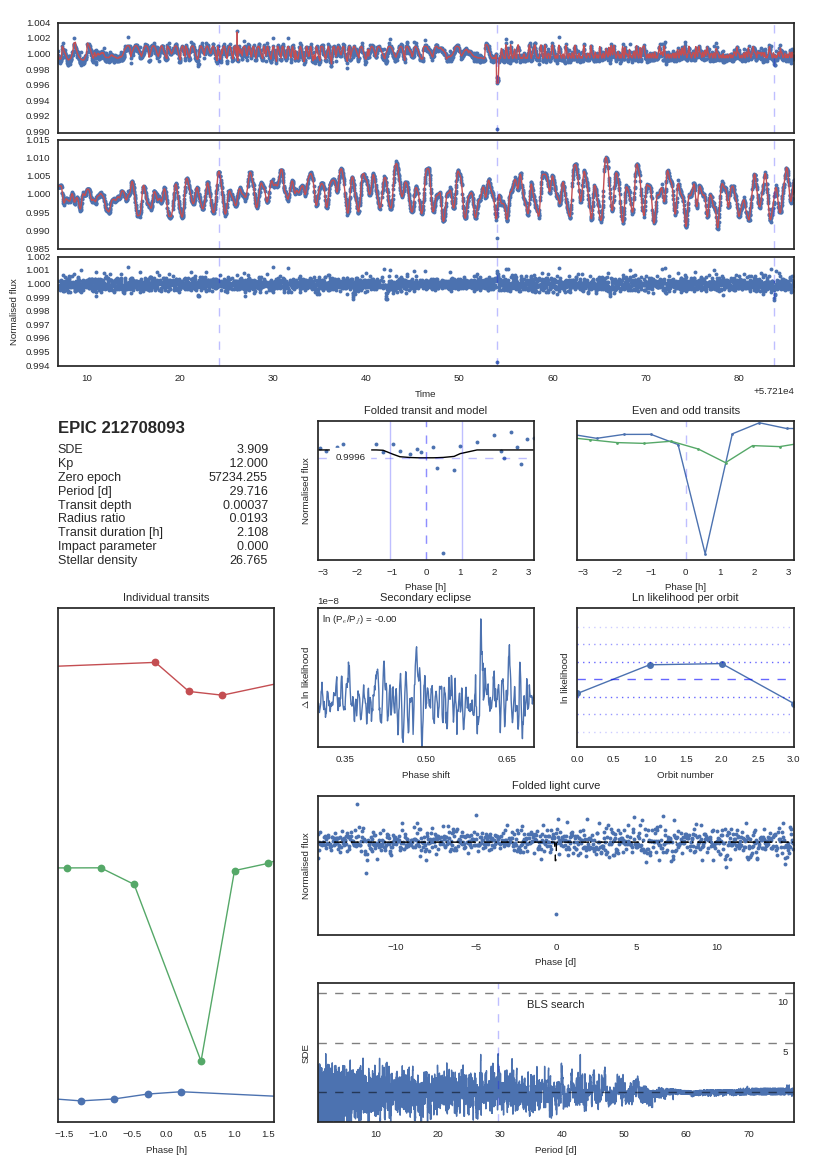 1.004
1.002
1.000
0.998
0.996
0.994
0.992
0.990
1.015
1.010
1.005
1.000
0.995
0.990
0.985
1.002
1.001
1.000
0.999
0.998
0.997
0.996
0.995
0.994
Normalised flux
10 20 30 40 50 60 70 80
Time
+5.721e4
EPIC 212708093
SDE 3.909
Kp 12.000
Zero epoch 57234.255
Period [d] 29.716
Transit depth 0.00037
Radius ratio 0.0193
Transit duration [h] 2.108
Impact parameter 0.000
Stellar density 26.765
Folded transit and model
0.9996
Normalised flux
−3 −2 −1 0 1 2 3
Phase [h]
Even and odd transits
−3 −2 −1 0 1 2 3
Phase [h]
Individual transits
−1.5 −1.0 −0.5 0.0 0.5 1.0 1.5
Phase [h]
Secondary eclipse
1e−8
ln (Pₑ/P𝑓) = -0.00
Δ ln likelihood
0.35 0.50 0.65
Phase shift
Ln likelihood per orbit
ln likelihood
0.0 0.5 1.0 1.5 2.0 2.5 3.0
Orbit number
Folded light curve
Normalised flux
−10 −5 0 5 10
Phase [d]
BLS search
10
5
SDE
10 20 30 40 50 60 70
Period [d]